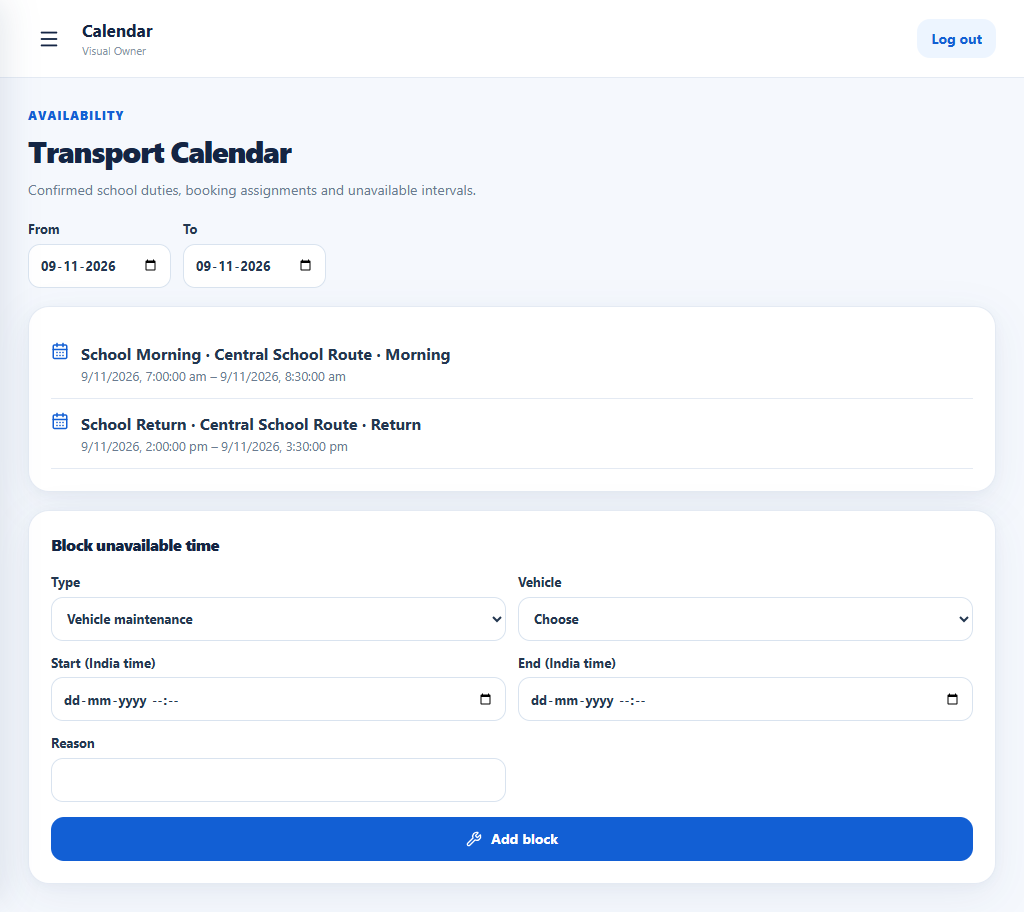 Calendar
Visual Owner
Log out
AVAILABILITY
Transport Calendar
Confirmed school duties, booking assignments and unavailable intervals.
From To
09-11-2026 09-11-2026
School Morning · Central School Route · Morning
9/11/2026, 7:00:00 am – 9/11/2026, 8:30:00 am
School Return · Central School Route · Return
9/11/2026, 2:00:00 pm – 9/11/2026, 3:30:00 pm
Block unavailable time
Type Vehicle
Vehicle maintenance Choose
Start (India time) End (India time)
dd-mm-yyyy --:-- dd-mm-yyyy --:--
Reason
Add block